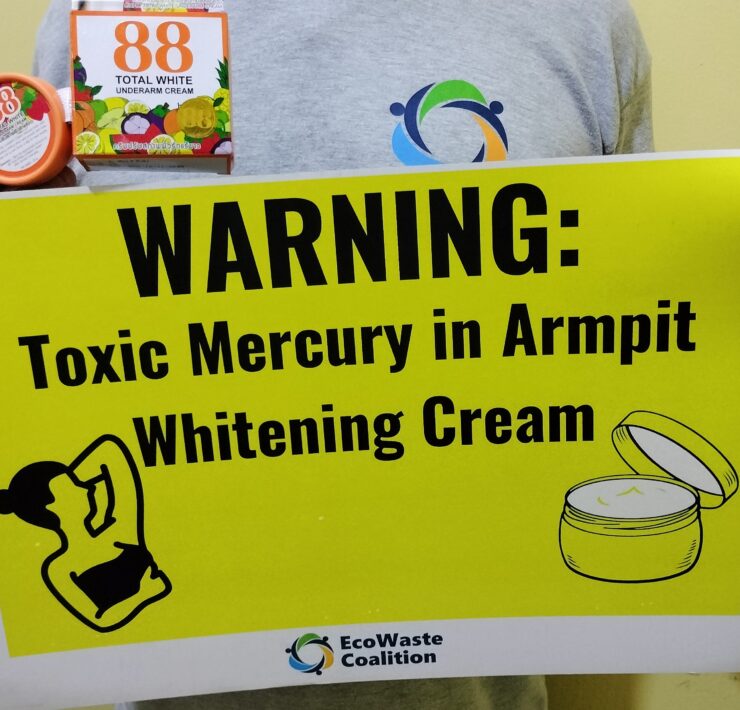 88
TOTAL WHITE
UNDERARM CREAM
WARNING:
Toxic Mercury in Armpit
Whitening Cream
EcoWaste
Coalition